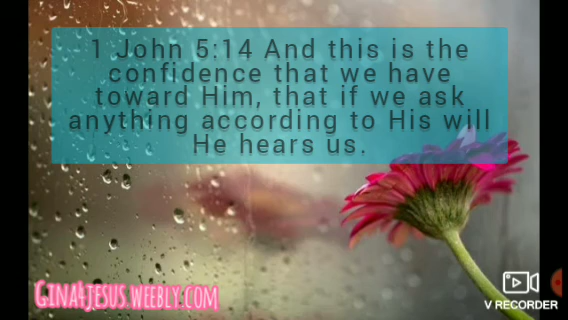 1 John 5:14 And this is the
confidence that we have
toward Him, that if we ask
anything according to His will
He hears us.
Gina4jesus.weebly.com
V RECORDER